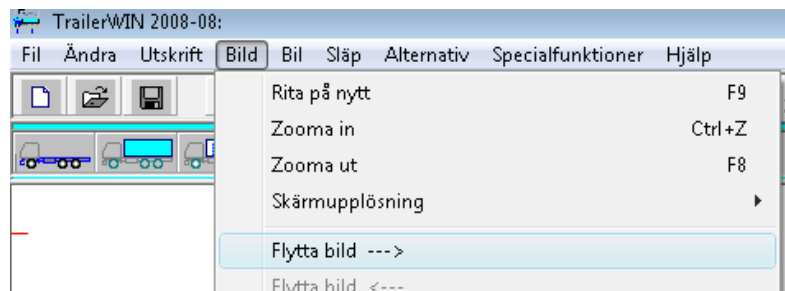 TrailerWIN 2008-08:
Fil Ändra Utskrift Bild Bil Släp Alternativ Specialfunktioner Hjälp
Rita på nytt F9
Zooma in Ctrl+Z
Zooma ut F8
Skärmupplösning
Flytta bild --->
Flytta bild <---